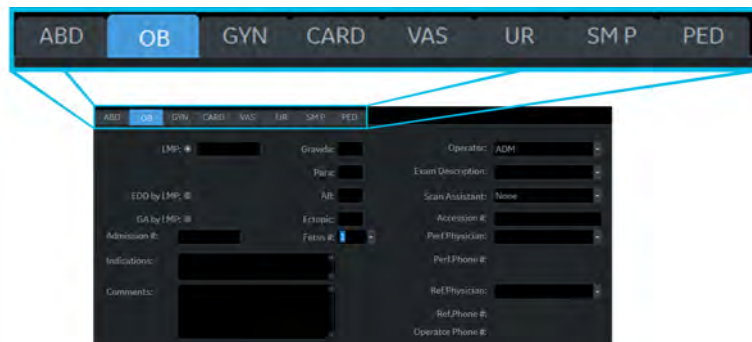 ABD OB GYN CARD VAS UR SM P PED
ABD OB GYN CARD VAS UR SM P PED
LMP: Gravida: Operator: ADM
Para: Exam Description:
EDD by LMP: AB: Scan Assistant: None
GA by LMP: Ectopic: Accession #:
Admission #: Fetus #: 1 Perf.Physician:
Indications: Perf.Phone #:
Comments: Ref.Physician:
Ref.Phone #:
Operator Phone #: